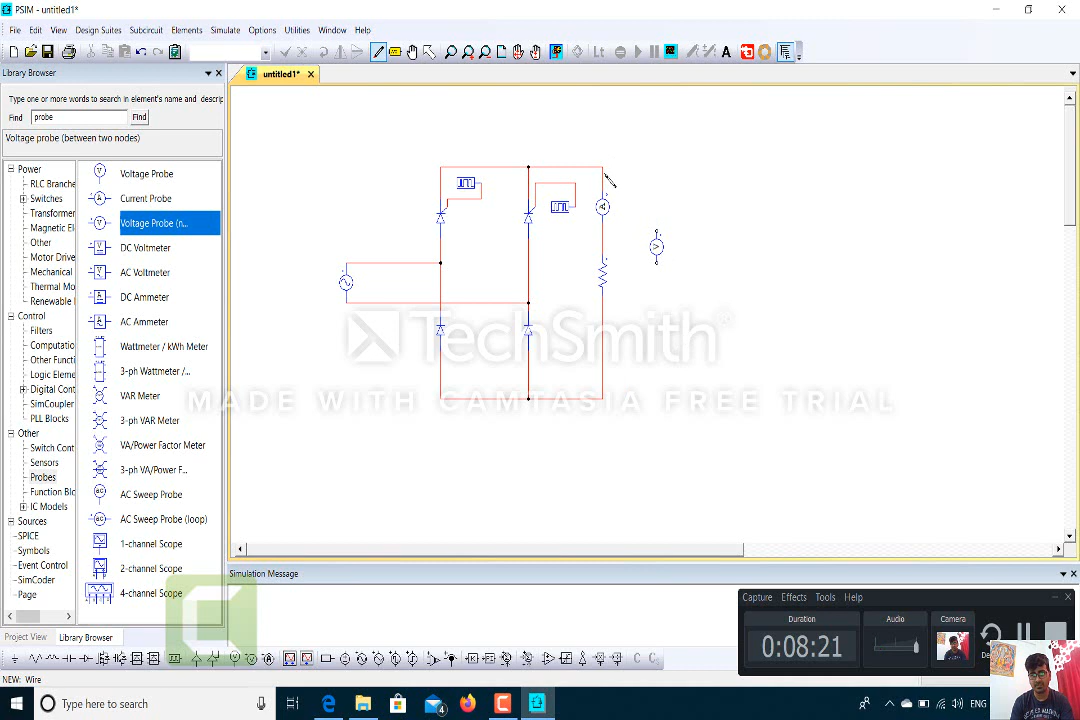 PSIM - untitled1*
File Edit View Design Suites Subcircuit Elements Simulate Options Utilities Window Help
Lt A
Library Browser
untitled1*
Type one or more words to search in element's name and descrip
Find probe Find
Voltage probe (between two nodes)
Power
RLC Branche
Switches
Transformer
Magnetic El
Other
Motor Drive
Mechanical
Thermal Mo
Renewable
Control
Filters
Computatio
Other Functi
Logic Eleme
Digital Cont
SimCoupler
PLL Blocks
Other
Switch Cont
Sensors
Probes
Function Blo
IC Models
Sources
SPICE
Symbols
Event Control
SimCoder
Page
Voltage Probe
Current Probe
Voltage Probe (n...
DC Voltmeter
AC Voltmeter
DC Ammeter
AC Ammeter
Wattmeter / kWh Meter
3-ph Wattmeter /...
VAR Meter
3-ph VAR Meter
VA/Power Factor Meter
3-ph VA/Power F...
AC Sweep Probe
AC Sweep Probe (loop)
1-channel Scope
2-channel Scope
4-channel Scope
A
V
TechSmith®
MADE WITH CAMTASIA FREE TRIAL
Simulation Message
Project View Library Browser
Capture Effects Tools Help
Duration Audio Camera
0:08:21
NEW: Wire
Type here to search
4
ENG